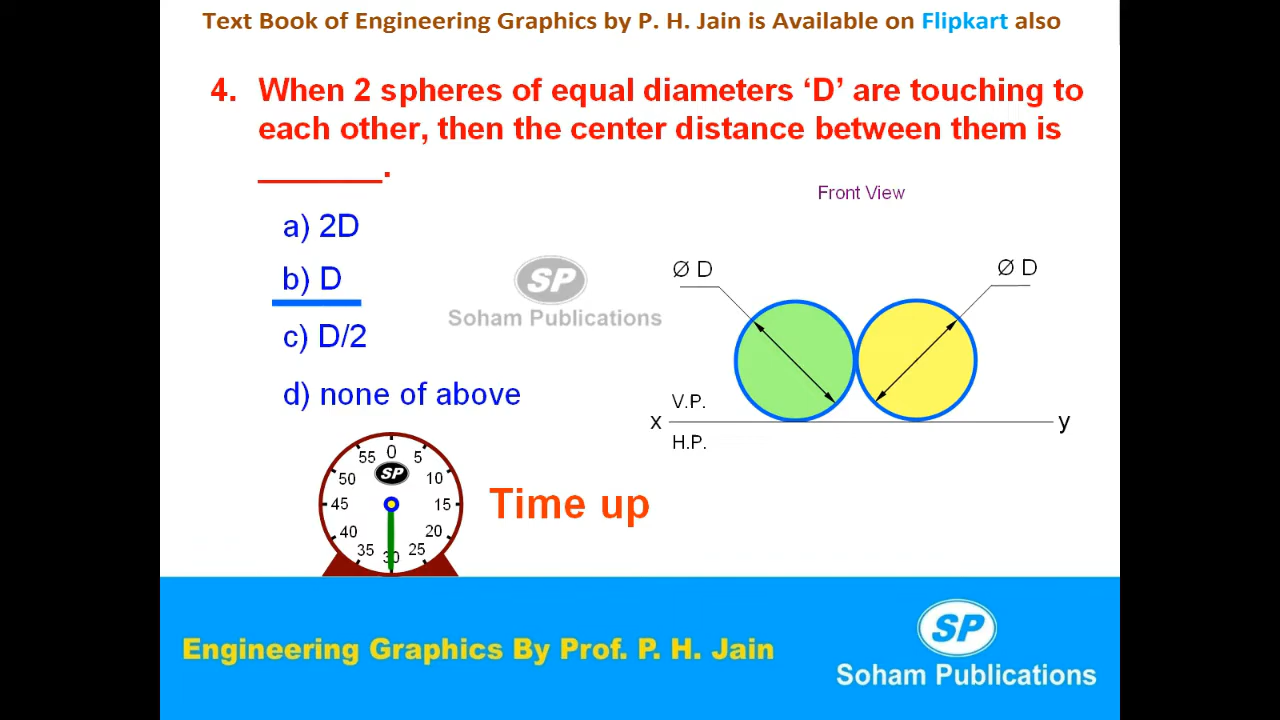 Text Book of Engineering Graphics by P. H. Jain is Available on Flipkart also
4. When 2 spheres of equal diameters ‘D’ are touching to
each other, then the center distance between them is
_______.
Front View
a) 2D
b) D
c) D/2
d) none of above
SP
Soham Publications
Ø D
Ø D
V.P.
x
y
H.P.
0
5
10
15
20
25
30
35
40
45
50
55
SP
Time up
Engineering Graphics By Prof. P. H. Jain
SP
Soham Publications